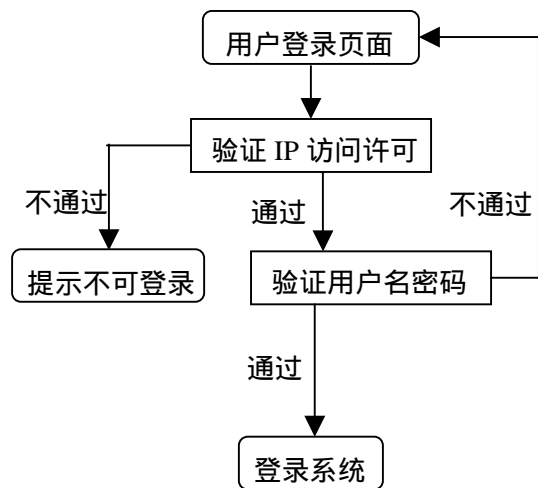 用户登录页面
验证 IP 访问许可
不通过
通过
不通过
提示不可登录
验证用户名密码
通过
登录系统